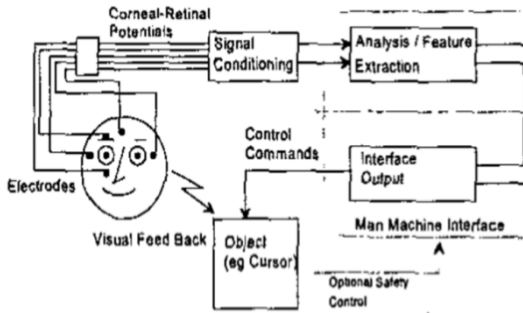 Corneal-Retinal
Potentials
Signal
Conditioning
Analysis / Feature
Extraction
Control
Commands
Interface
Output
Electrodes
Visual Feed Back
Object
(eg Cursor)
Man Machine Interface
Optional Safety
Control